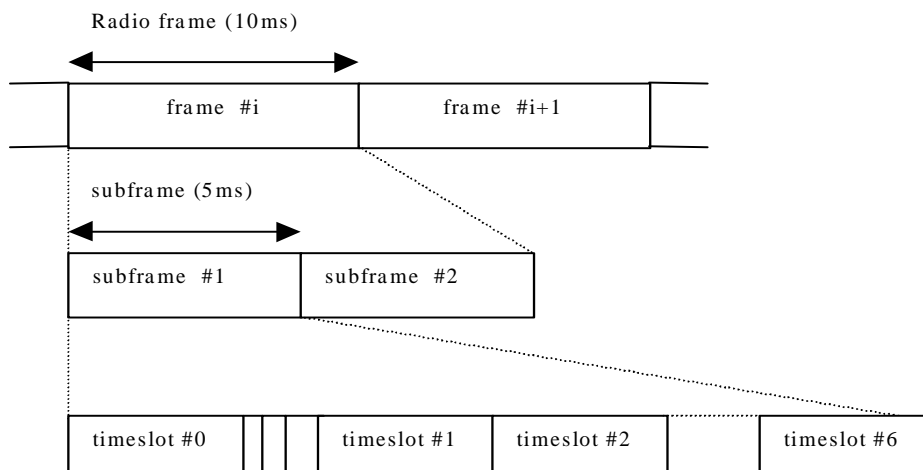 Radio frame (10ms)
frame #i
frame #i+1
subframe (5ms)
subframe #1
subframe #2
timeslot #0
timeslot #1
timeslot #2
timeslot #6